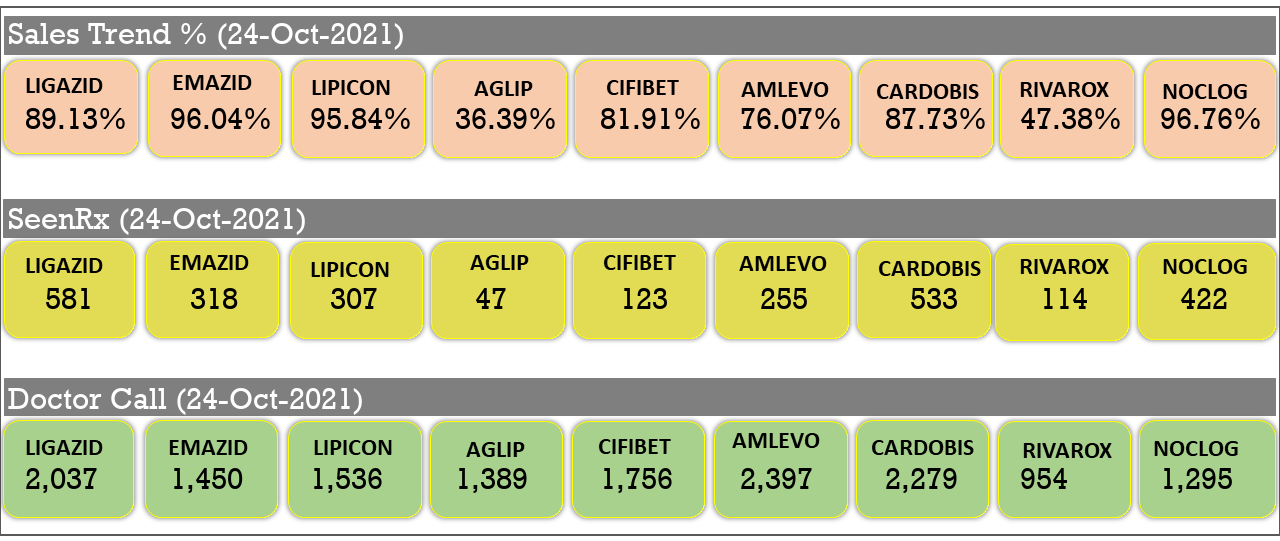 Sales Trend % (24-Oct-2021)
LIGAZID EMAZID LIPICON AGLIP CIFIBET AMLEVO CARDOBIS RIVAROX NOCLOG
89.13% 96.04% 95.84% 36.39% 81.91% 76.07% 87.73% 47.38% 96.76%
SeenRx (24-Oct-2021)
LIGAZID EMAZID LIPICON AGLIP CIFIBET AMLEVO CARDOBIS RIVAROX NOCLOG
581 318 307 47 123 255 533 114 422
Doctor Call (24-Oct-2021)
LIGAZID EMAZID LIPICON AGLIP CIFIBET AMLEVO CARDOBIS RIVAROX NOCLOG
2,037 1,450 1,536 1,389 1,756 2,397 2,279 954 1,295